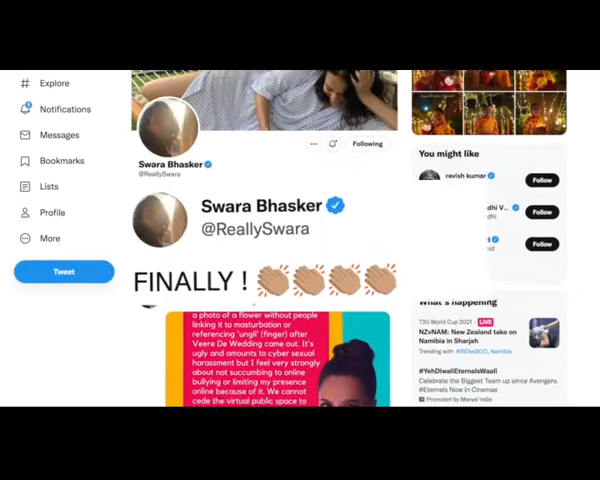 Explore
Notifications
Messages
Bookmarks
Lists
Profile
More
Tweet
Following
Swara Bhasker
@ReallySwara
Swara Bhasker
@ReallySwara
FINALLY ! 👏🏽👏🏽👏🏽👏🏽
a photo of a flower without people
linking it to masturbation or
referencing 'ungli' (finger) after
Veere De Wedding came out. It's
ugly and amounts to cyber sexual
harassment but I feel very strongly
about not succumbing to online
bullying or limiting my presence
online because of it. We cannot
cede the virtual public space to
You might like
ravish kumar
Follow
dhi V...
dhi
Follow
Follow
What's happening
T20 World Cup 2021 • LIVE
NZvNAM: New Zealand take on
Namibia in Sharjah
Trending with #INDvsSCO, Namibia
#YehDiwaliEternalsWaali
Celebrate the Biggest Team up since Avengers.
#Eternals Now in Cinemas
Promoted by Marvel India